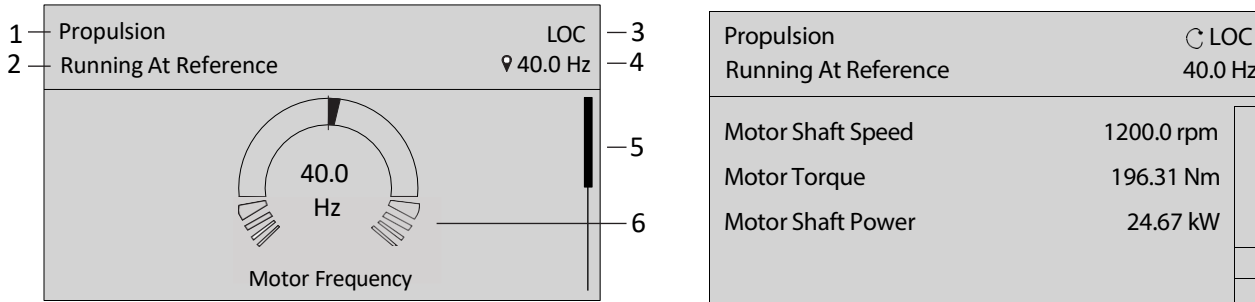 1 Propulsion LOC 3
2 Running At Reference 40.0 Hz 4
5
40.0
Hz
6
Motor Frequency
Propulsion LOC
Running At Reference 40.0 Hz
Motor Shaft Speed 1200.0 rpm
Motor Torque 196.31 Nm
Motor Shaft Power 24.67 kW